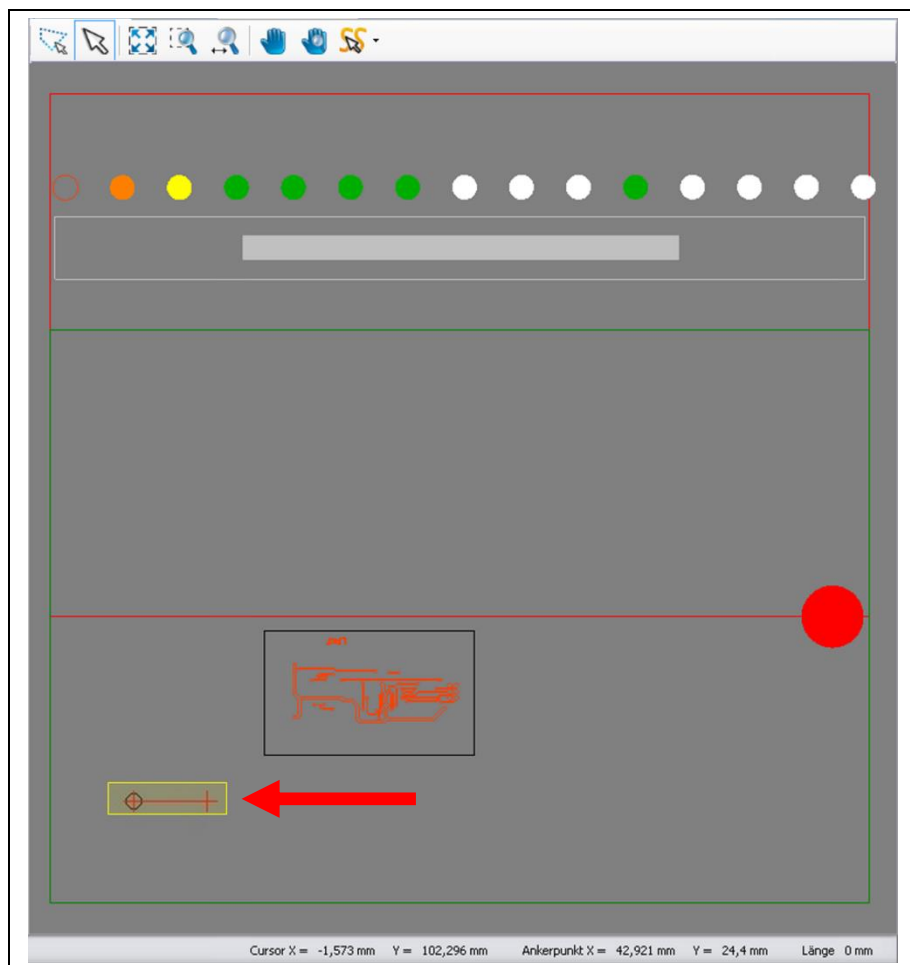 Cursor X = -1,573 mm Y = 102,296 mm Ankerpunkt X = 42,921 mm Y = 24,4 mm Länge 0 mm